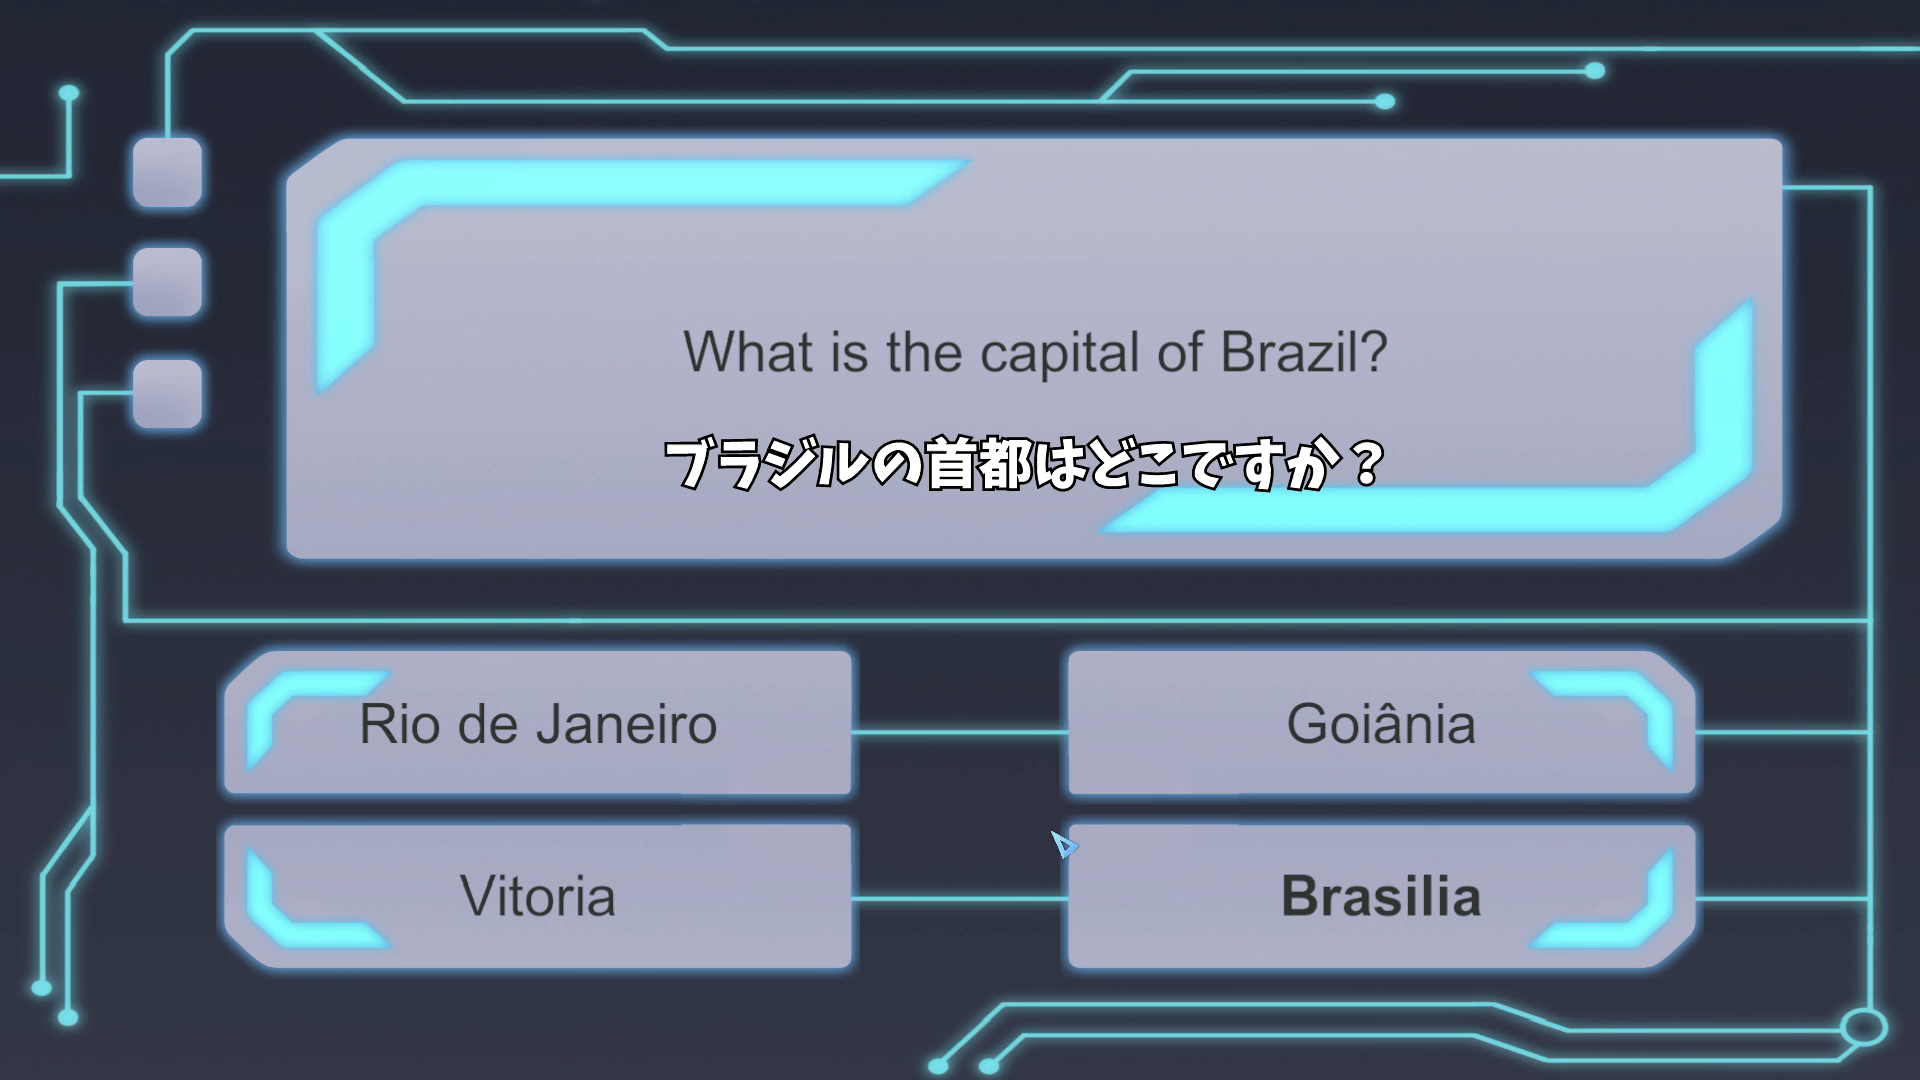 What is the capital of Brazil?
ブラジルの首都はどこですか？
Rio de Janeiro
Goiânia
Vitoria
Brasilia